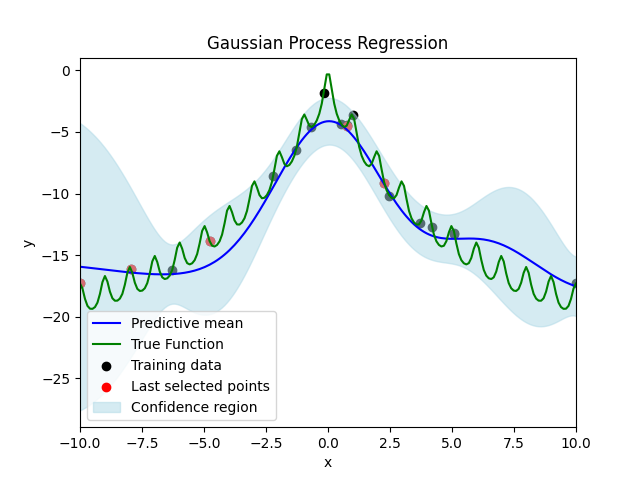 Gaussian Process Regression
y
0
−5
−10
−15
−20
−25
Predictive mean
True Function
Training data
Last selected points
Confidence region
−10.0 −7.5 −5.0 −2.5 0.0 2.5 5.0 7.5 10.0
x